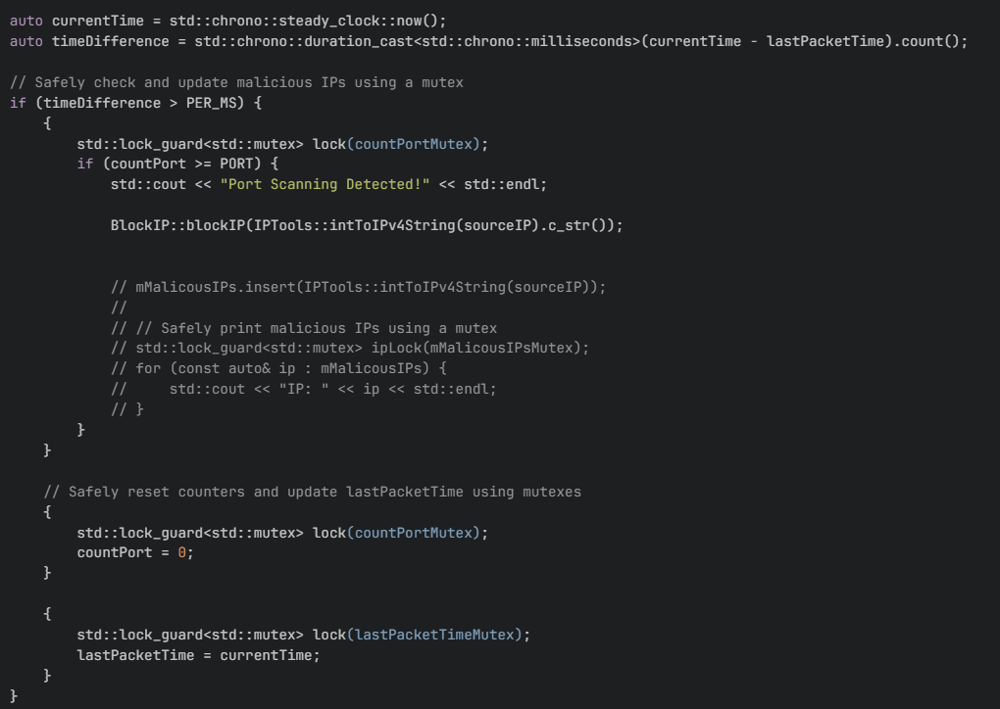 auto currentTime = std::chrono::steady_clock::now();
auto timeDifference = std::chrono::duration_cast<std::chrono::milliseconds>(currentTime - lastPacketTime).count();

// Safely check and update malicious IPs using a mutex
if (timeDifference > PER_MS) {
    {
        std::lock_guard<std::mutex> lock(countPortMutex);
        if (countPort >= PORT) {
            std::cout << "Port Scanning Detected!" << std::endl;

            BlockIP::blockIP(IPTools::intToIPv4String(sourceIP).c_str());


            // mMalicousIPs.insert(IPTools::intToIPv4String(sourceIP));
            //
            // // Safely print malicious IPs using a mutex
            // std::lock_guard<std::mutex> ipLock(mMalicousIPsMutex);
            // for (const auto& ip : mMalicousIPs) {
            //     std::cout << "IP: " << ip << std::endl;
            // }
        }
    }

    // Safely reset counters and update lastPacketTime using mutexes
    {
        std::lock_guard<std::mutex> lock(countPortMutex);
        countPort = 0;
    }

    {
        std::lock_guard<std::mutex> lock(lastPacketTimeMutex);
        lastPacketTime = currentTime;
    }
}